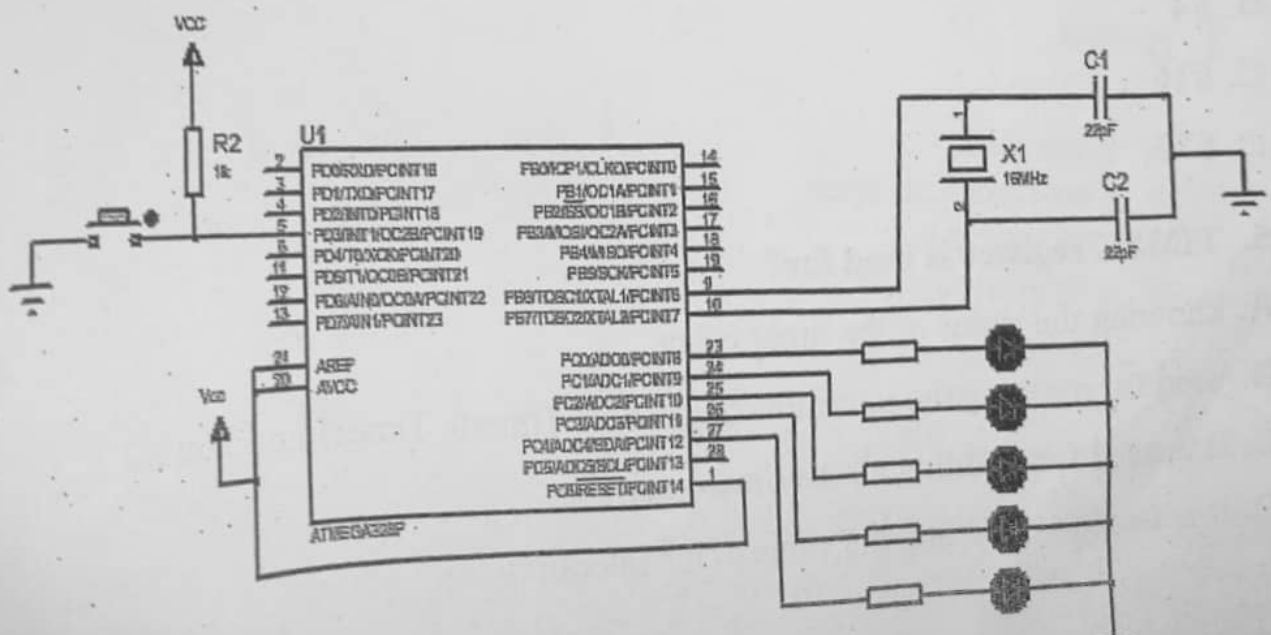 VCC
R2
1k
U1
2 PD0/RXD/PCINT16
3 PD1/TXD/PCINT17
4 PD2/INT0/PCINT18
5 PD3/INT1/OC2B/PCINT19
6 PD4/T0/XCK/PCINT20
11 PD5/T1/OC0B/PCINT21
12 PD6/AIN0/OC0A/PCINT22
13 PD7/AIN1/PCINT23
21 AREF
20 AVCC
Vcc
PB0/ICP1/CLKO/PCINT0 14
PB1/OC1A/PCINT1 15
PB2/SS/OC1B/PCINT2 16
PB3/MOSI/OC2A/PCINT3 17
PB4/MISO/PCINT4 18
PB5/SCK/PCINT5 19
PB6/TOSC1/XTAL1/PCINT6 9
PB7/TOSC2/XTAL2/PCINT7 10
PC0/ADC0/PCINT8 23
PC1/ADC1/PCINT9 24
PC2/ADC2/PCINT10 25
PC3/ADC3/PCINT11 26
PC4/ADC4/SDA/PCINT12 27
PC5/ADC5/SCL/PCINT13 28
PC6/RESET/PCINT14 1
ATMEGA328P
C1
22pF
1
X1
16MHz
2
C2
22pF